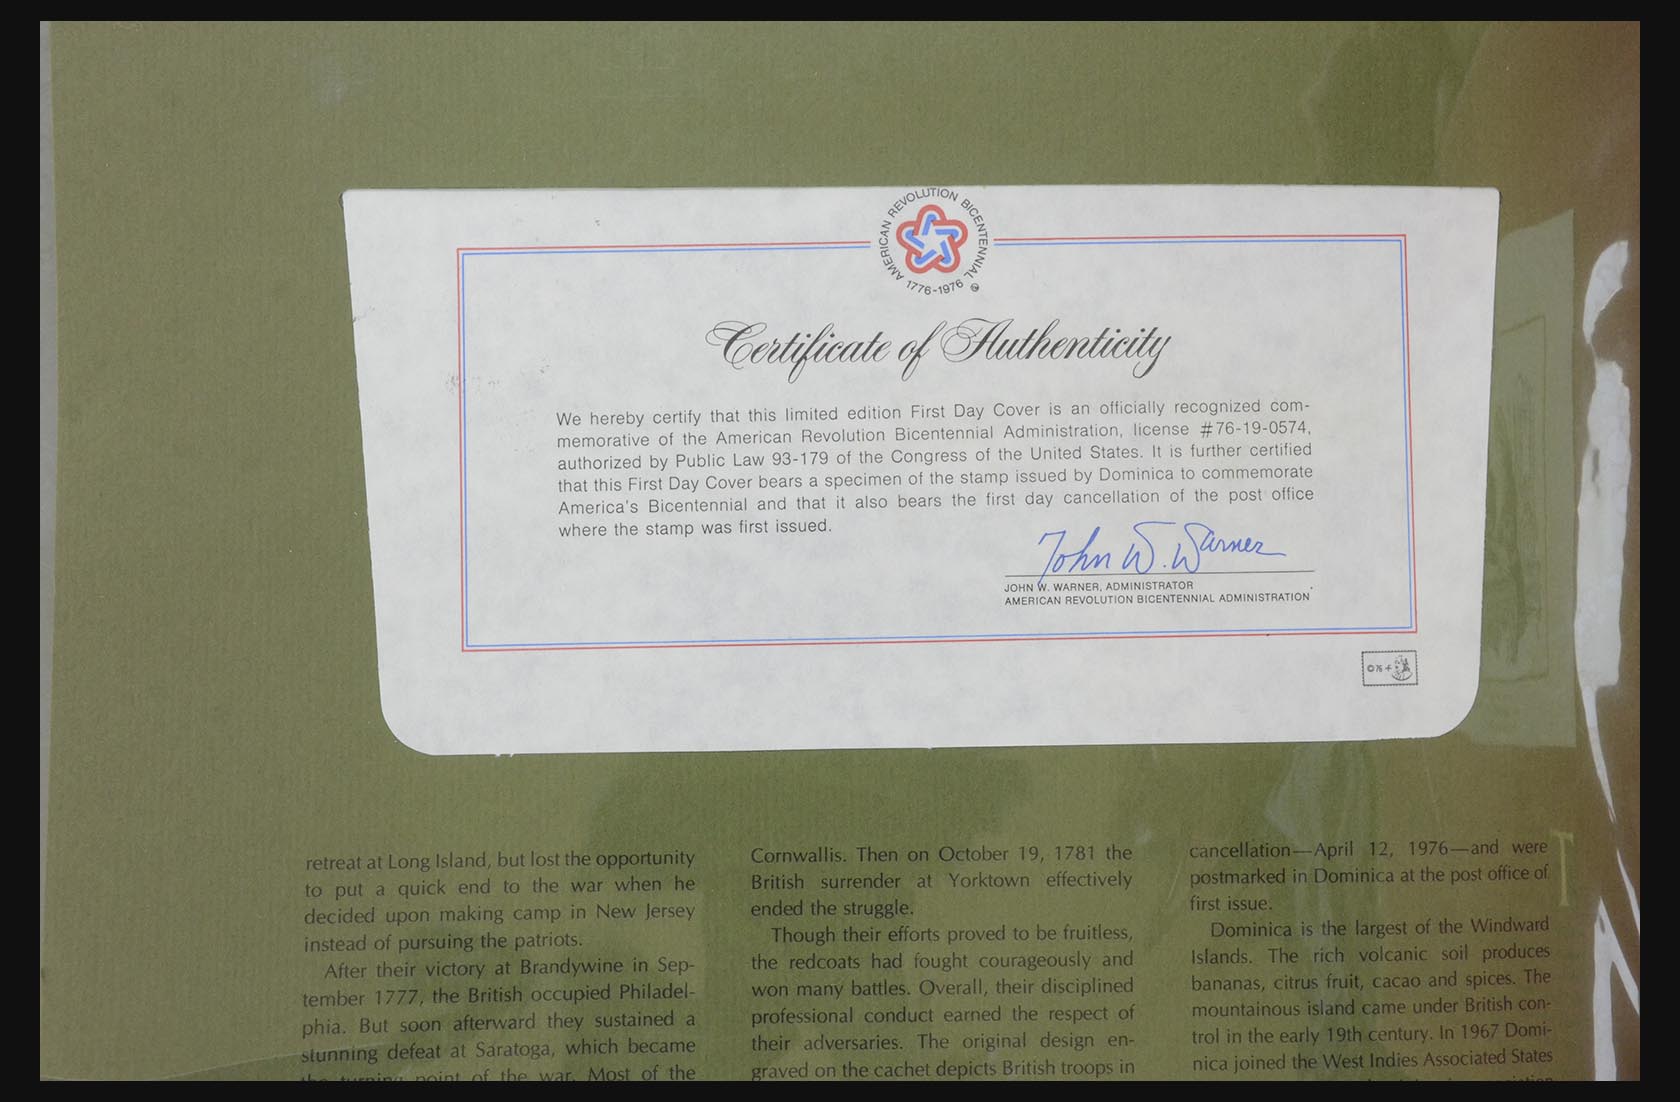 AMERICAN REVOLUTION BICENTENNIAL
1776-1976
Certificate of Authenticity
We hereby certify that this limited edition First Day Cover is an officially recognized com-
memorative of the American Revolution Bicentennial Administration, license #76-19-0574,
authorized by Public Law 93-179 of the Congress of the United States. It is further certified
that this First Day Cover bears a specimen of the stamp issued by Dominica to commemorate
America's Bicentennial and that it also bears the first day cancellation of the post office
where the stamp was first issued.
John W. Warner
JOHN W. WARNER, ADMINISTRATOR
AMERICAN REVOLUTION BICENTENNIAL ADMINISTRATION
©76
retreat at Long Island, but lost the opportunity
to put a quick end to the war when he
decided upon making camp in New Jersey
instead of pursuing the patriots.
After their victory at Brandywine in Sep-
tember 1777, the British occupied Philadel-
phia. But soon afterward they sustained a
stunning defeat at Saratoga, which became
the turning point of the war. Most of the
Cornwallis. Then on October 19, 1781 the
British surrender at Yorktown effectively
ended the struggle.
Though their efforts proved to be fruitless,
the redcoats had fought courageously and
won many battles. Overall, their disciplined
professional conduct earned the respect of
their adversaries. The original design en-
graved on the cachet depicts British troops in
cancellation—April 12, 1976—and were
postmarked in Dominica at the post office of
first issue.
Dominica is the largest of the Windward
Islands. The rich volcanic soil produces
bananas, citrus fruit, cacao and spices. The
mountainous island came under British con-
trol in the early 19th century. In 1967 Domi-
nica joined the West Indies Associated States